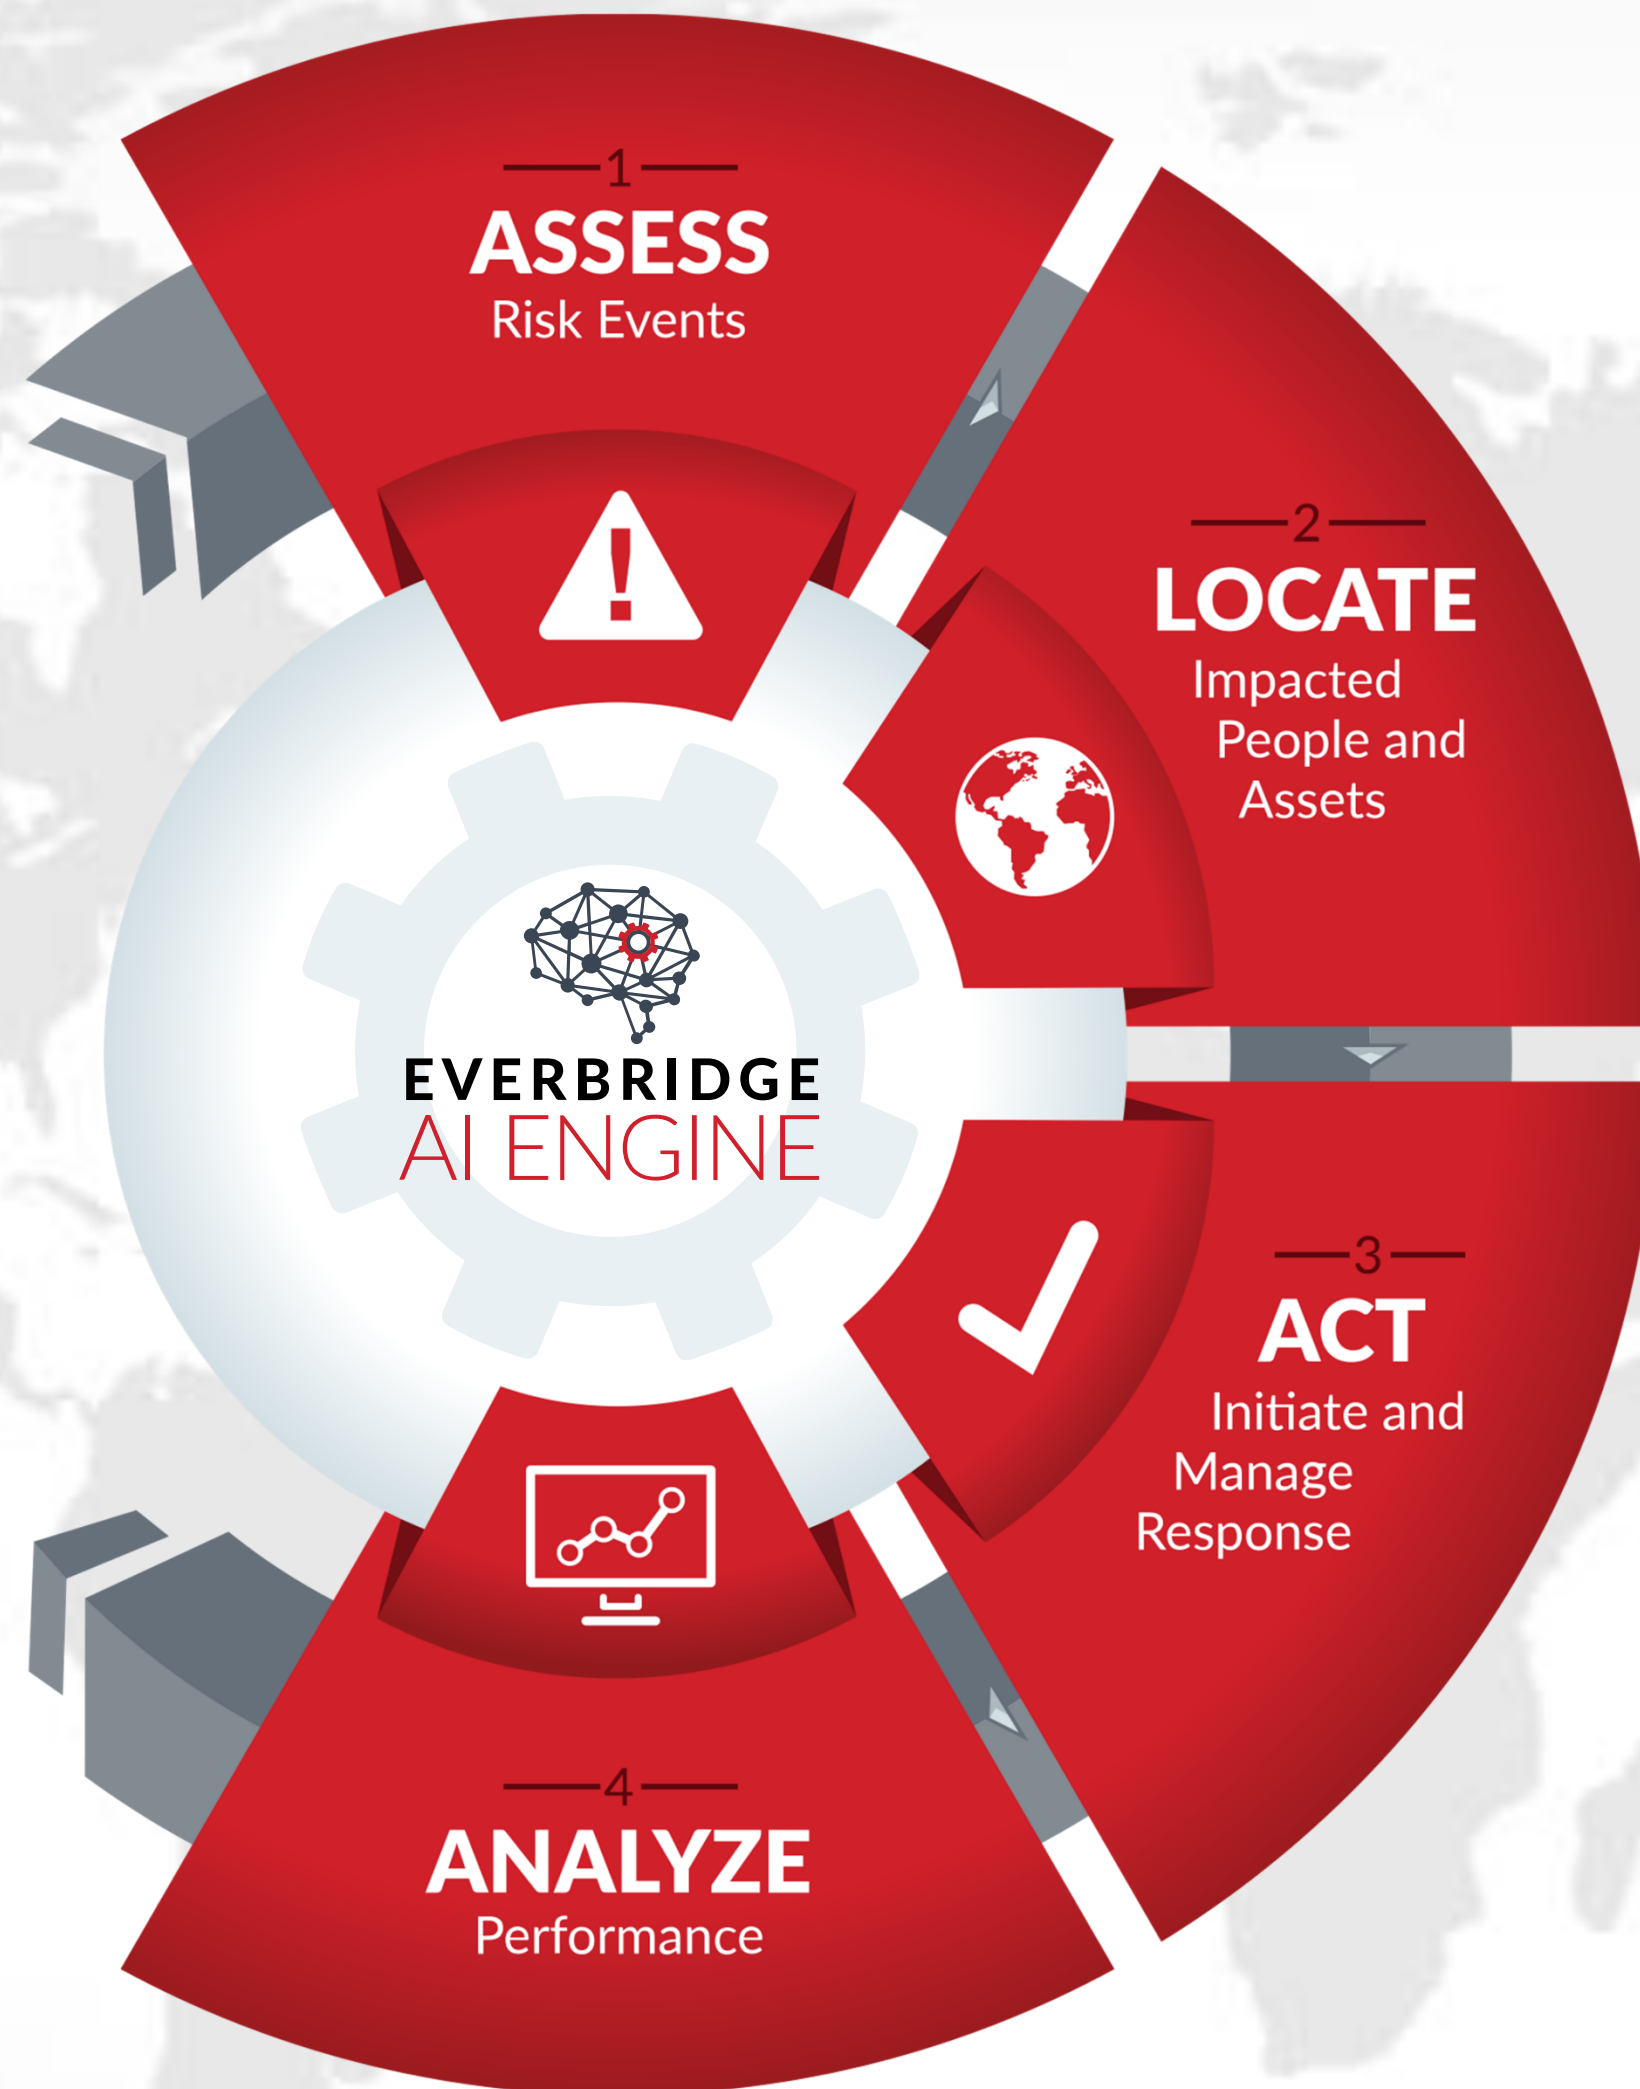 1
ASSESS
Risk Events
2
LOCATE
Impacted
People and
Assets
EVERBRIDGE
AI ENGINE
3
ACT
Initiate and
Manage
Response
4
ANALYZE
Performance